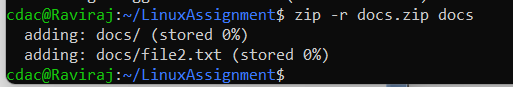 cdac@Raviraj:~/LinuxAssignment$ zip -r docs.zip docs
  adding: docs/ (stored 0%)
  adding: docs/file2.txt (stored 0%)
cdac@Raviraj:~/LinuxAssignment$